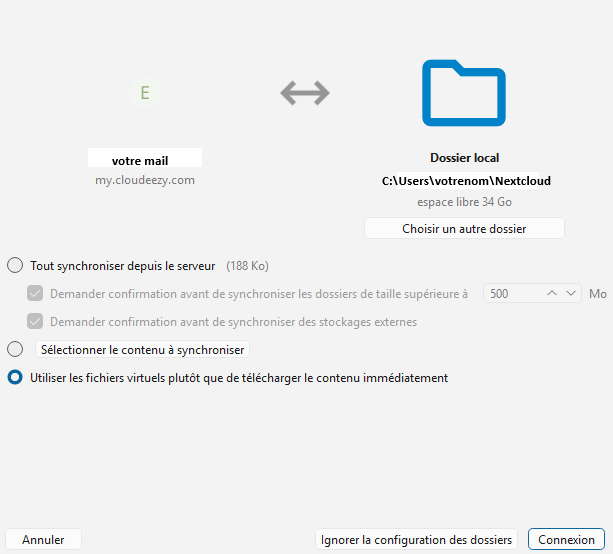 E
votre mail
my.cloudeezy.com
Dossier local
C:\Users\votrenom\Nextcloud
espace libre 34 Go
Choisir un autre dossier
Tout synchroniser depuis le serveur (188 Ko)
Demander confirmation avant de synchroniser les dossiers de taille supérieure à 500 Mo
Demander confirmation avant de synchroniser des stockages externes
Sélectionner le contenu à synchroniser
Utiliser les fichiers virtuels plutôt que de télécharger le contenu immédiatement
Annuler Ignorer la configuration des dossiers Connexion